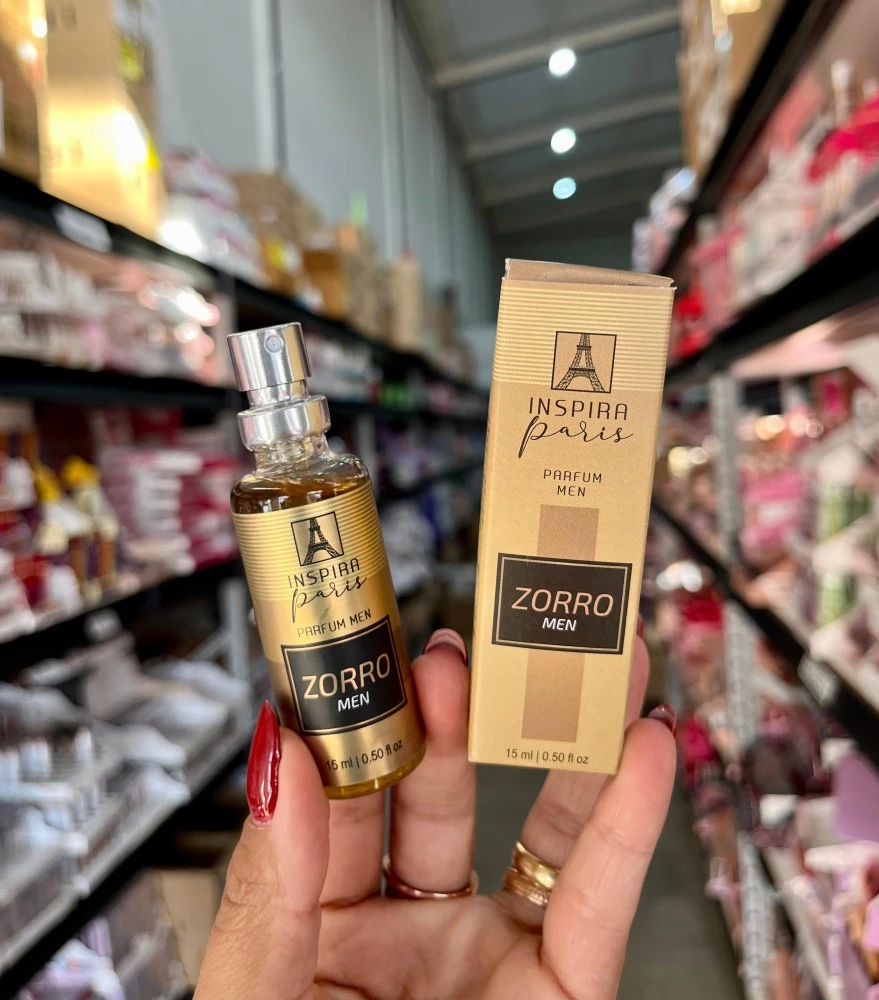 INSPIRA
paris
PARFUM MEN
ZORRO
MEN
15 ml | 0.50 fl oz
INSPIRA
paris
PARFUM
MEN
ZORRO
MEN
15 ml | 0.50 fl oz